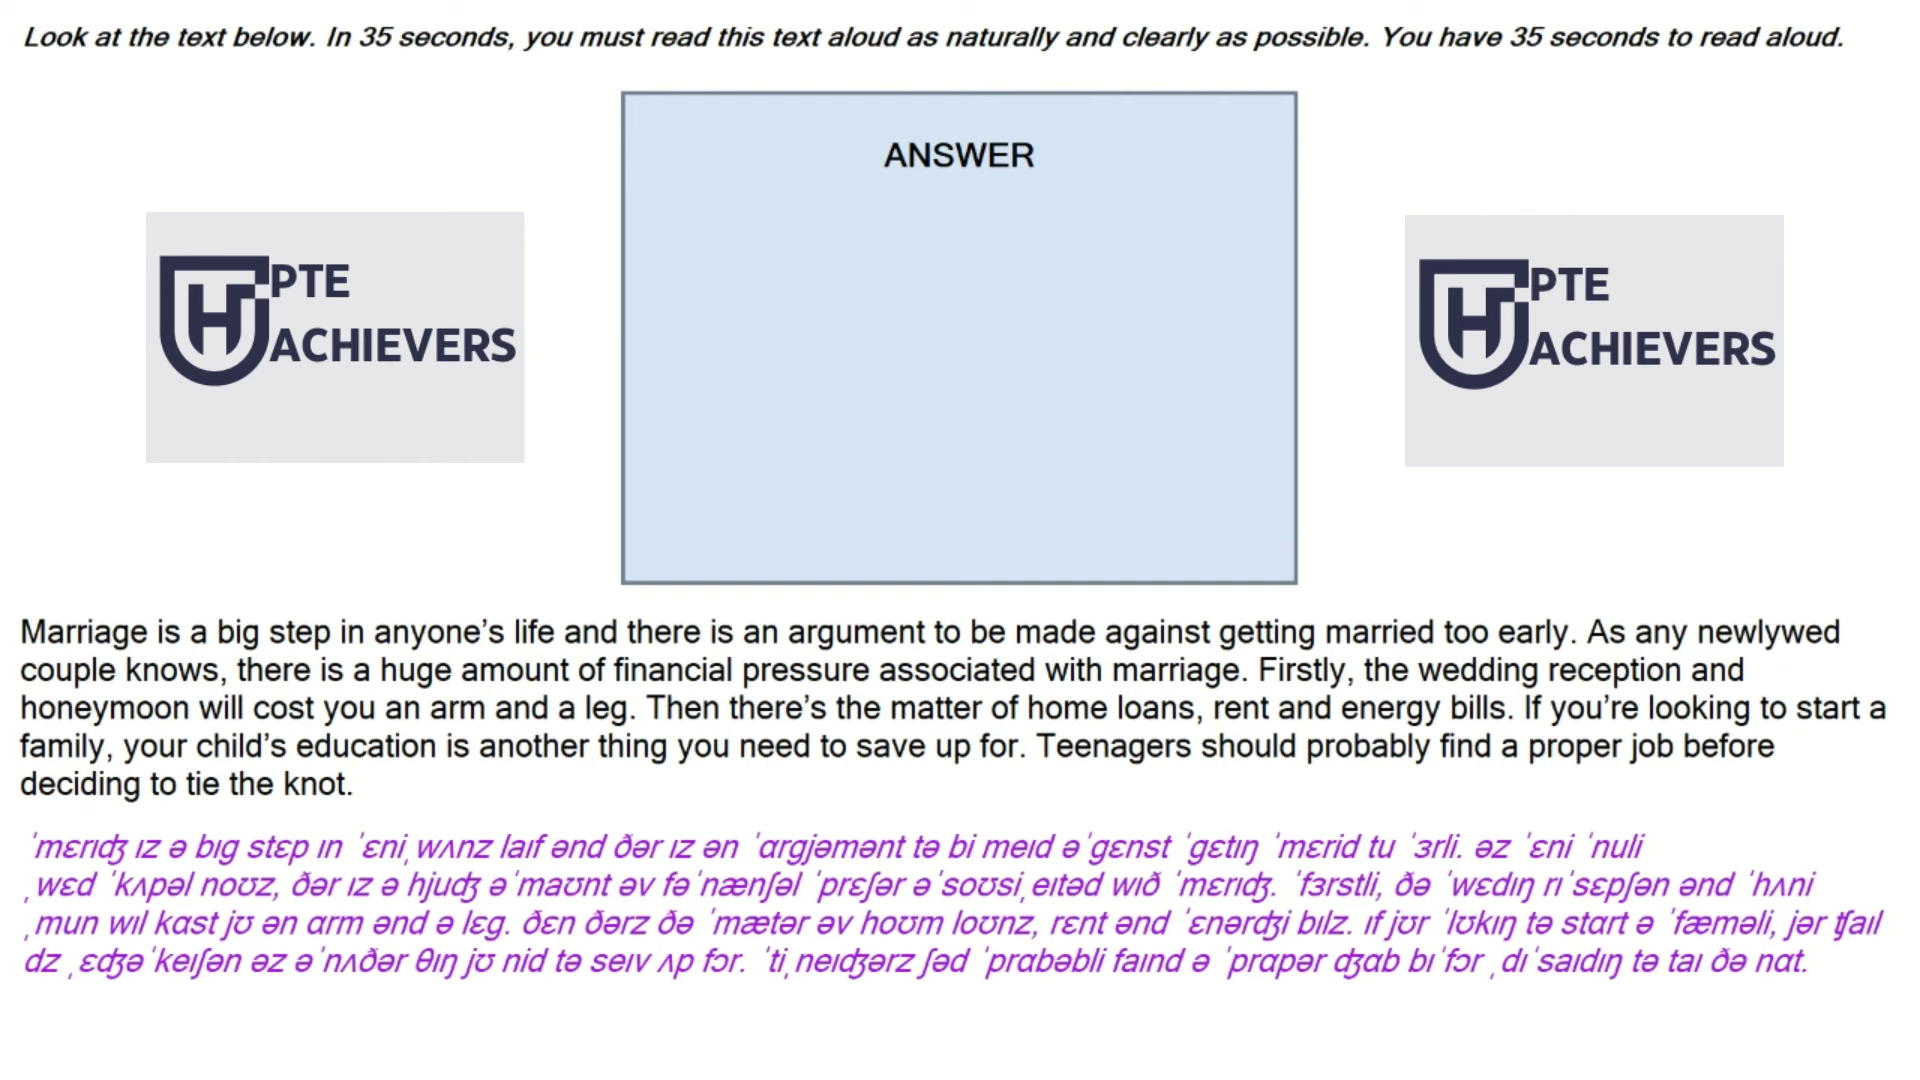 Look at the text below. In 35 seconds, you must read this text aloud as naturally and clearly as possible. You have 35 seconds to read aloud.
ANSWER
PTE
ACHIEVERS
PTE
ACHIEVERS
Marriage is a big step in anyone’s life and there is an argument to be made against getting married too early. As any newlywed
couple knows, there is a huge amount of financial pressure associated with marriage. Firstly, the wedding reception and
honeymoon will cost you an arm and a leg. Then there’s the matter of home loans, rent and energy bills. If you’re looking to start a
family, your child’s education is another thing you need to save up for. Teenagers should probably find a proper job before
deciding to tie the knot.
ˈmɛrɪʤ ɪz ə bɪg stɛp ɪn ˈɛniˌwʌnz laɪf ənd ðər ɪz ən ˈɑrgjəmənt tə bi meɪd əˈgɛnst ˈgɛtɪŋ ˈmɛrid tu ˈɜrli. əz ˈɛni ˈnuli
ˌwɛd ˈkʌpəl noʊz, ðər ɪz ə hjuʤ əˈmaʊnt əv fəˈnænʃəl ˈprɛʃər əˈsoʊsiˌeɪtəd wɪð ˈmɛrɪʤ. ˈfɜrstli, ðə ˈwɛdɪŋ rɪˈsɛpʃən ənd ˈhʌni
ˌmun wɪl kɑst jʊ ən ɑrm ənd ə lɛg. ðɛn ðərz ðə ˈmætər əv hoʊm loʊnz, rɛnt ənd ˈɛnərʤi bɪlz. ɪf jʊr ˈlʊkɪŋ tə stɑrt ə ˈfæməli, jər ʧaɪl
dz ˌɛʤəˈkeɪʃən əz əˈnʌðər θɪŋ jʊ nid tə seɪv ʌp fɔr. ˈtiˌneɪʤərz ʃəd ˈprɑbəbli faɪnd ə ˈprɑpər ʤɑb bɪˈfɔr ˌdɪˈsaɪdɪŋ tə taɪ ðə nɑt.